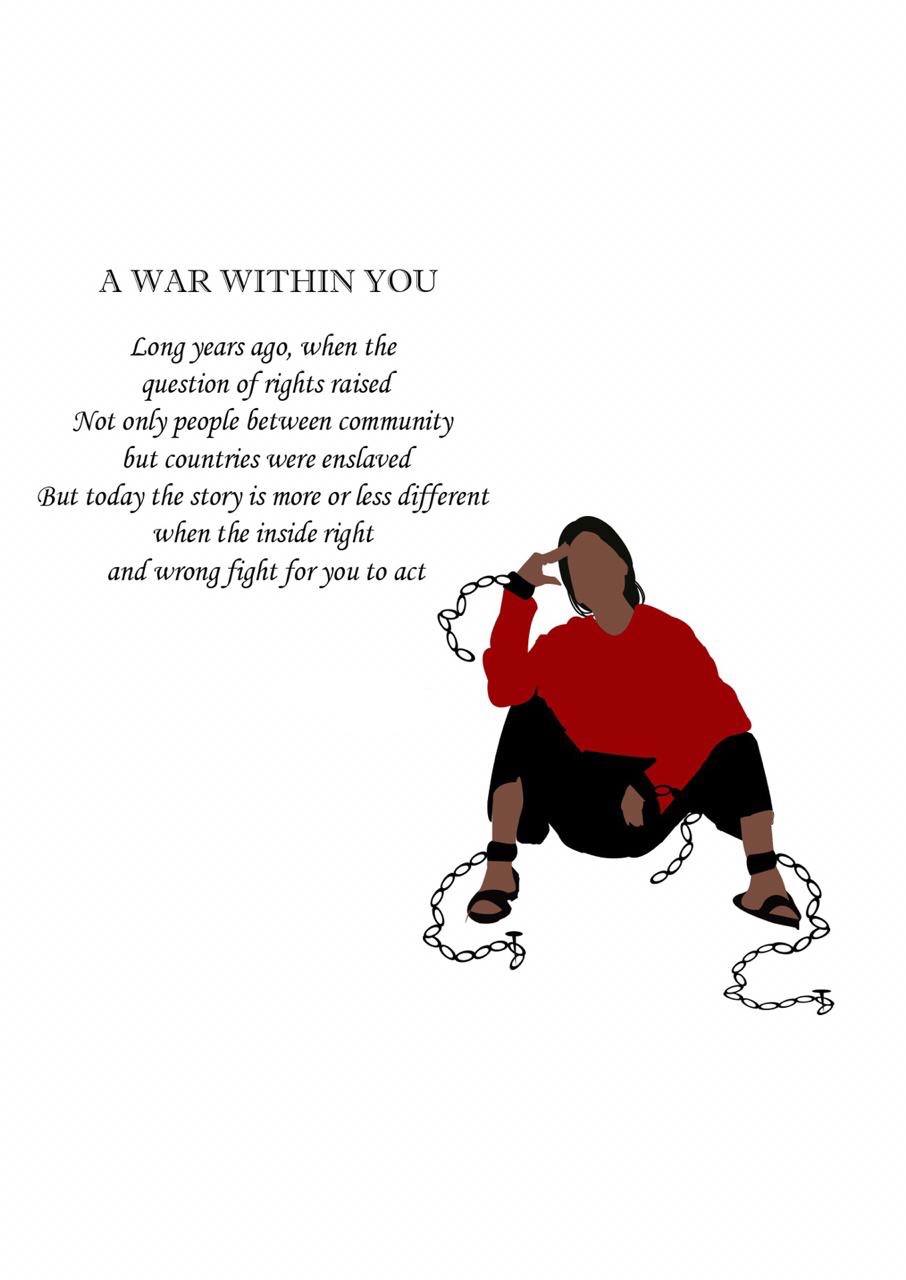 A WAR WITHIN YOU
Long years ago, when the
question of rights raised
Not only people between community
but countries were enslaved
But today the story is more or less different
when the inside right
and wrong fight for you to act